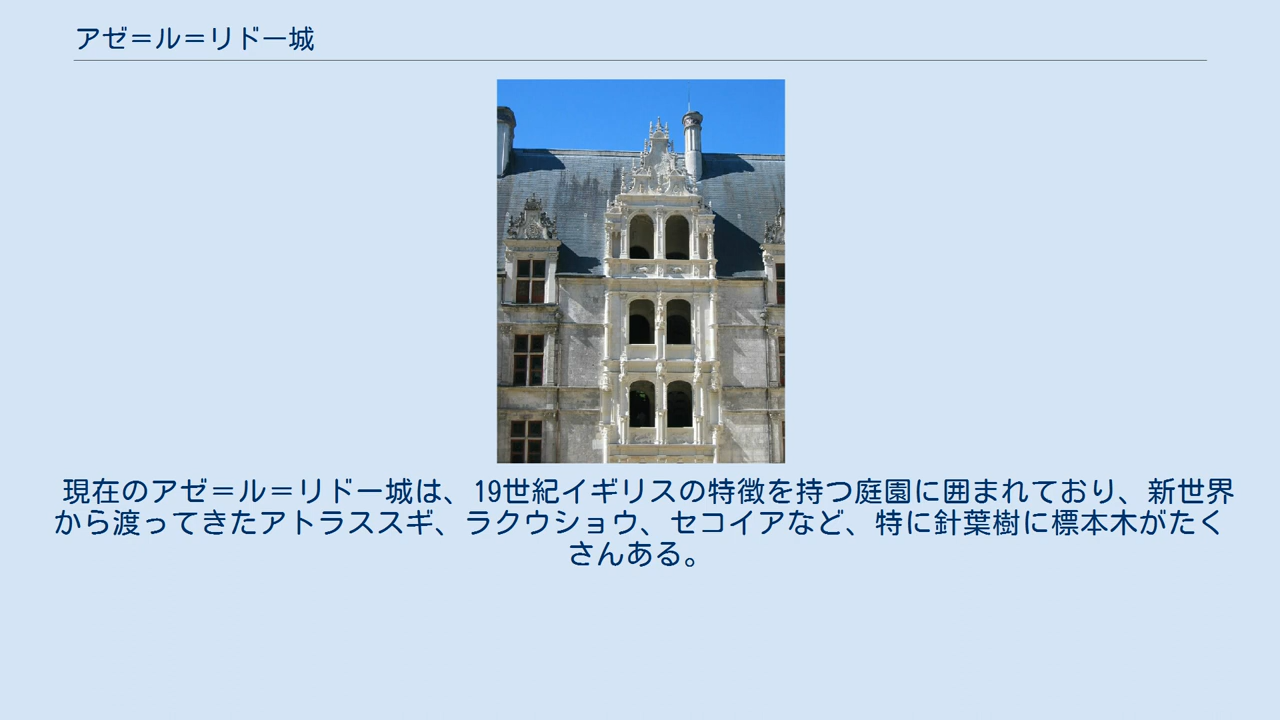 アゼ＝ル＝リドー城
現在のアゼ＝ル＝リドー城は、19世紀イギリスの特徴を持つ庭園に囲まれており、新世界
から渡ってきたアトラススギ、ラクウショウ、セコイアなど、特に針葉樹に標本木がたく
さんある。